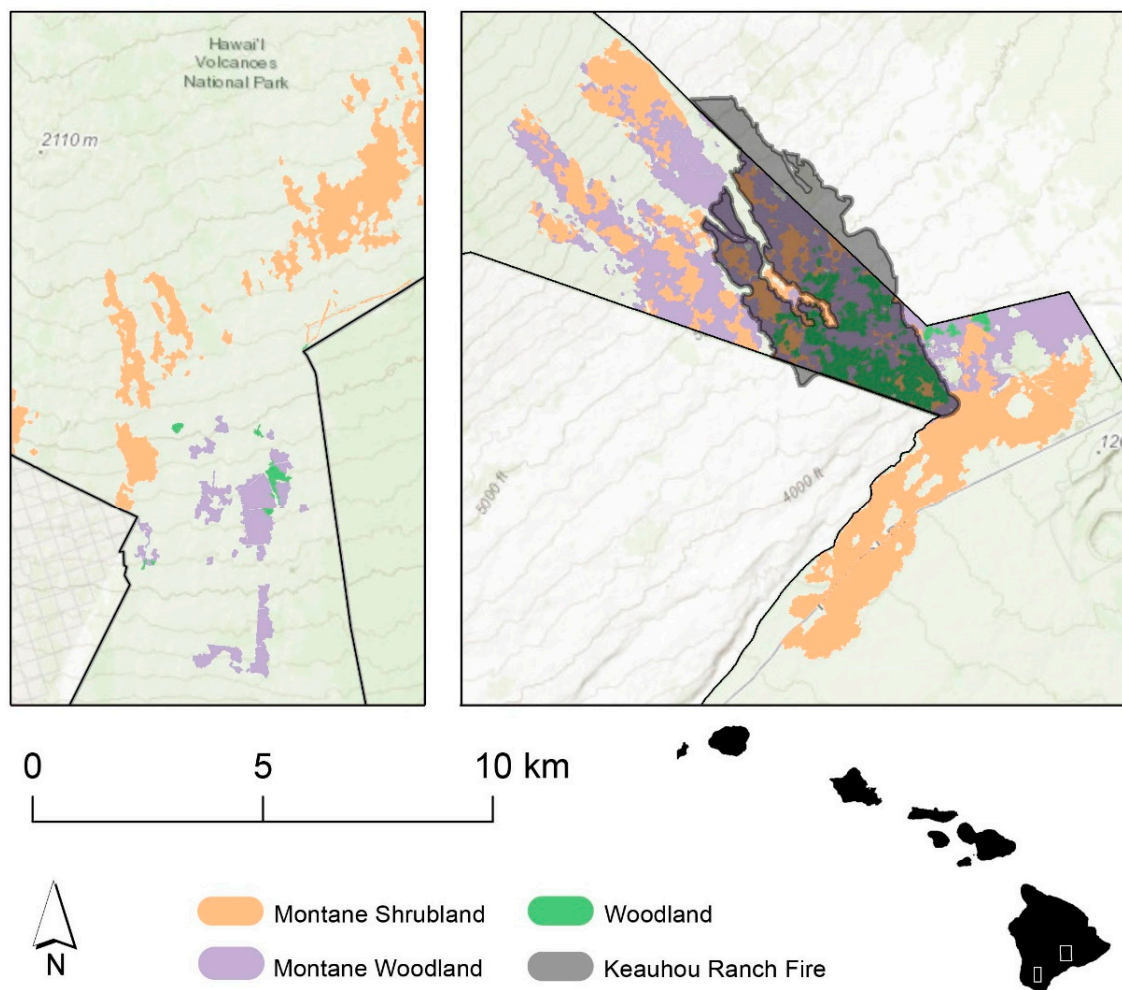 Hawai'i
Volcanoes
National Park
2110 m
5000 ft
4000 ft
0 5 10 km
N
Montane Shrubland
Woodland
Montane Woodland
Keauhou Ranch Fire